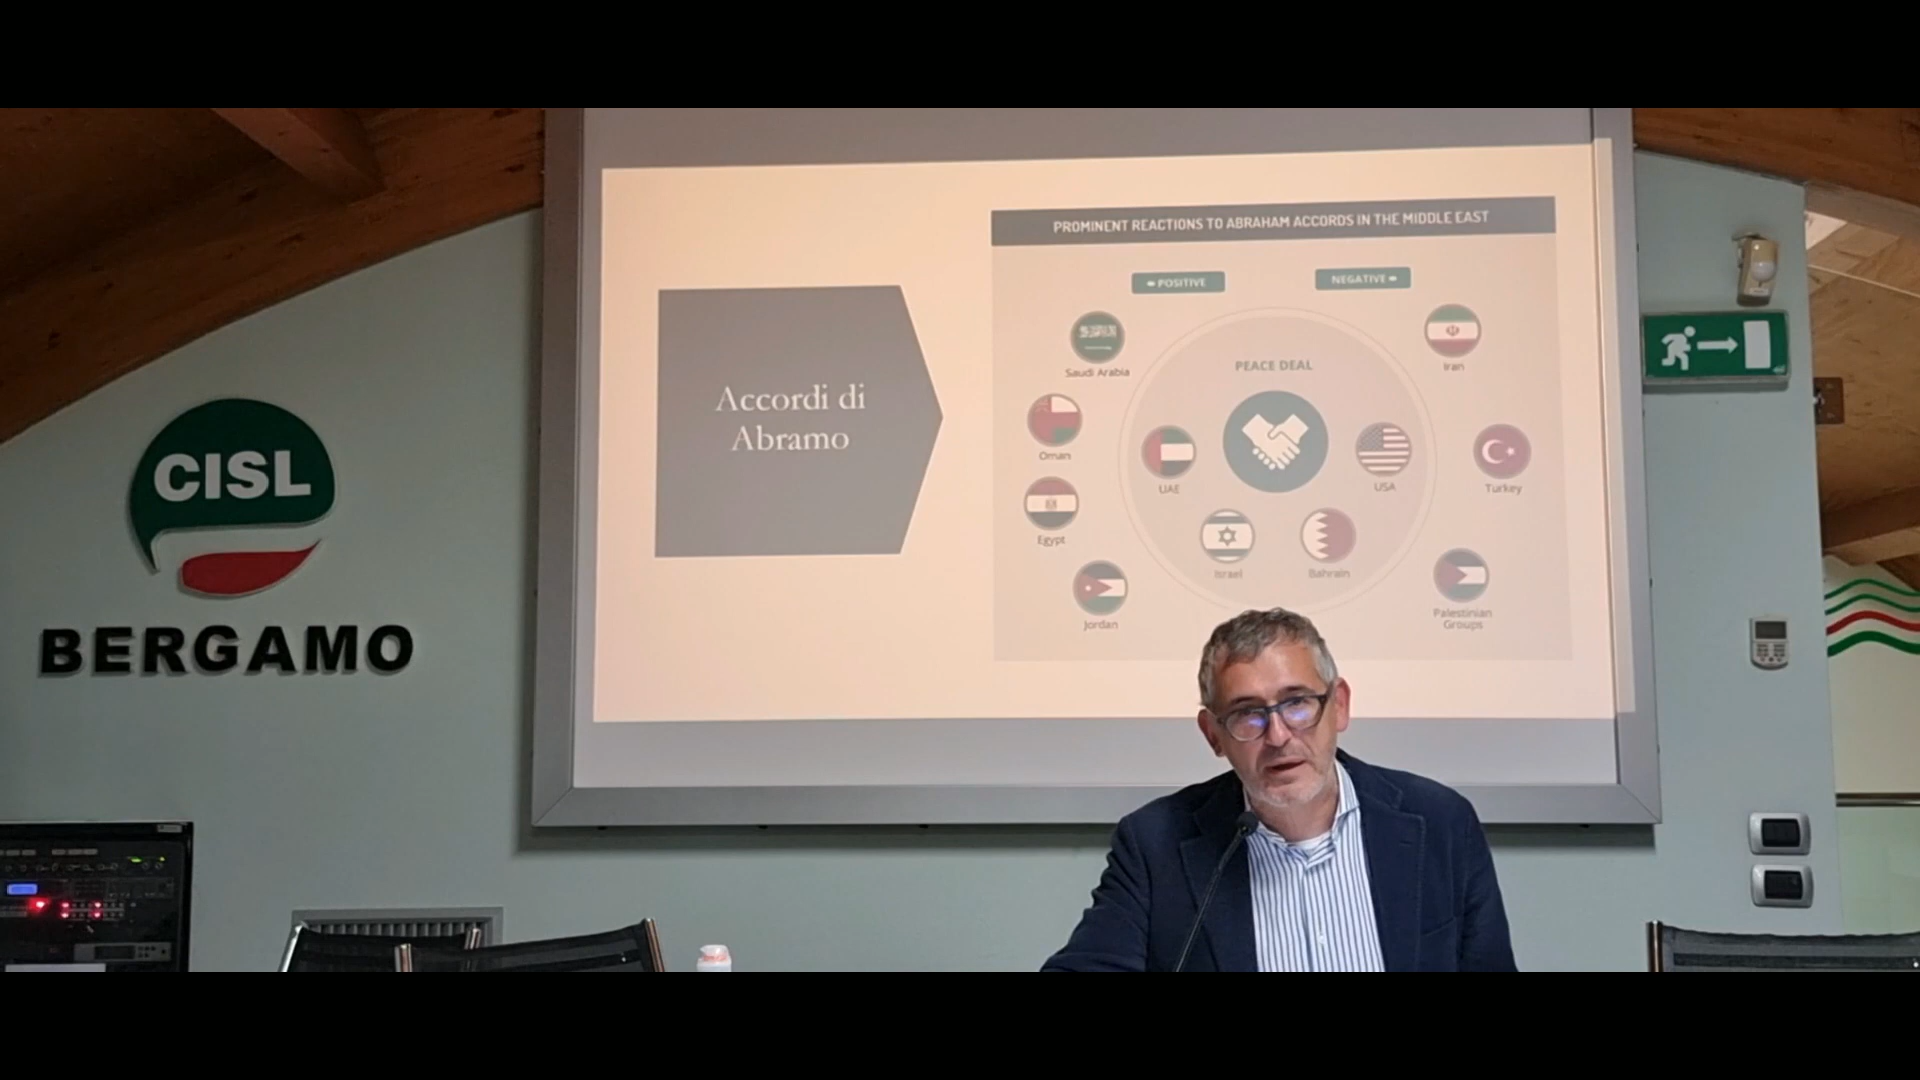 CISL
BERGAMO
Accordi di
Abramo
PROMINENT REACTIONS TO ABRAHAM ACCORDS IN THE MIDDLE EAST
POSITIVE
NEGATIVE
PEACE DEAL
Saudi Arabia
Iran
Oman
UAE
USA
Turkey
Egypt
Israel
Bahrain
Jordan
Palestinian
Groups